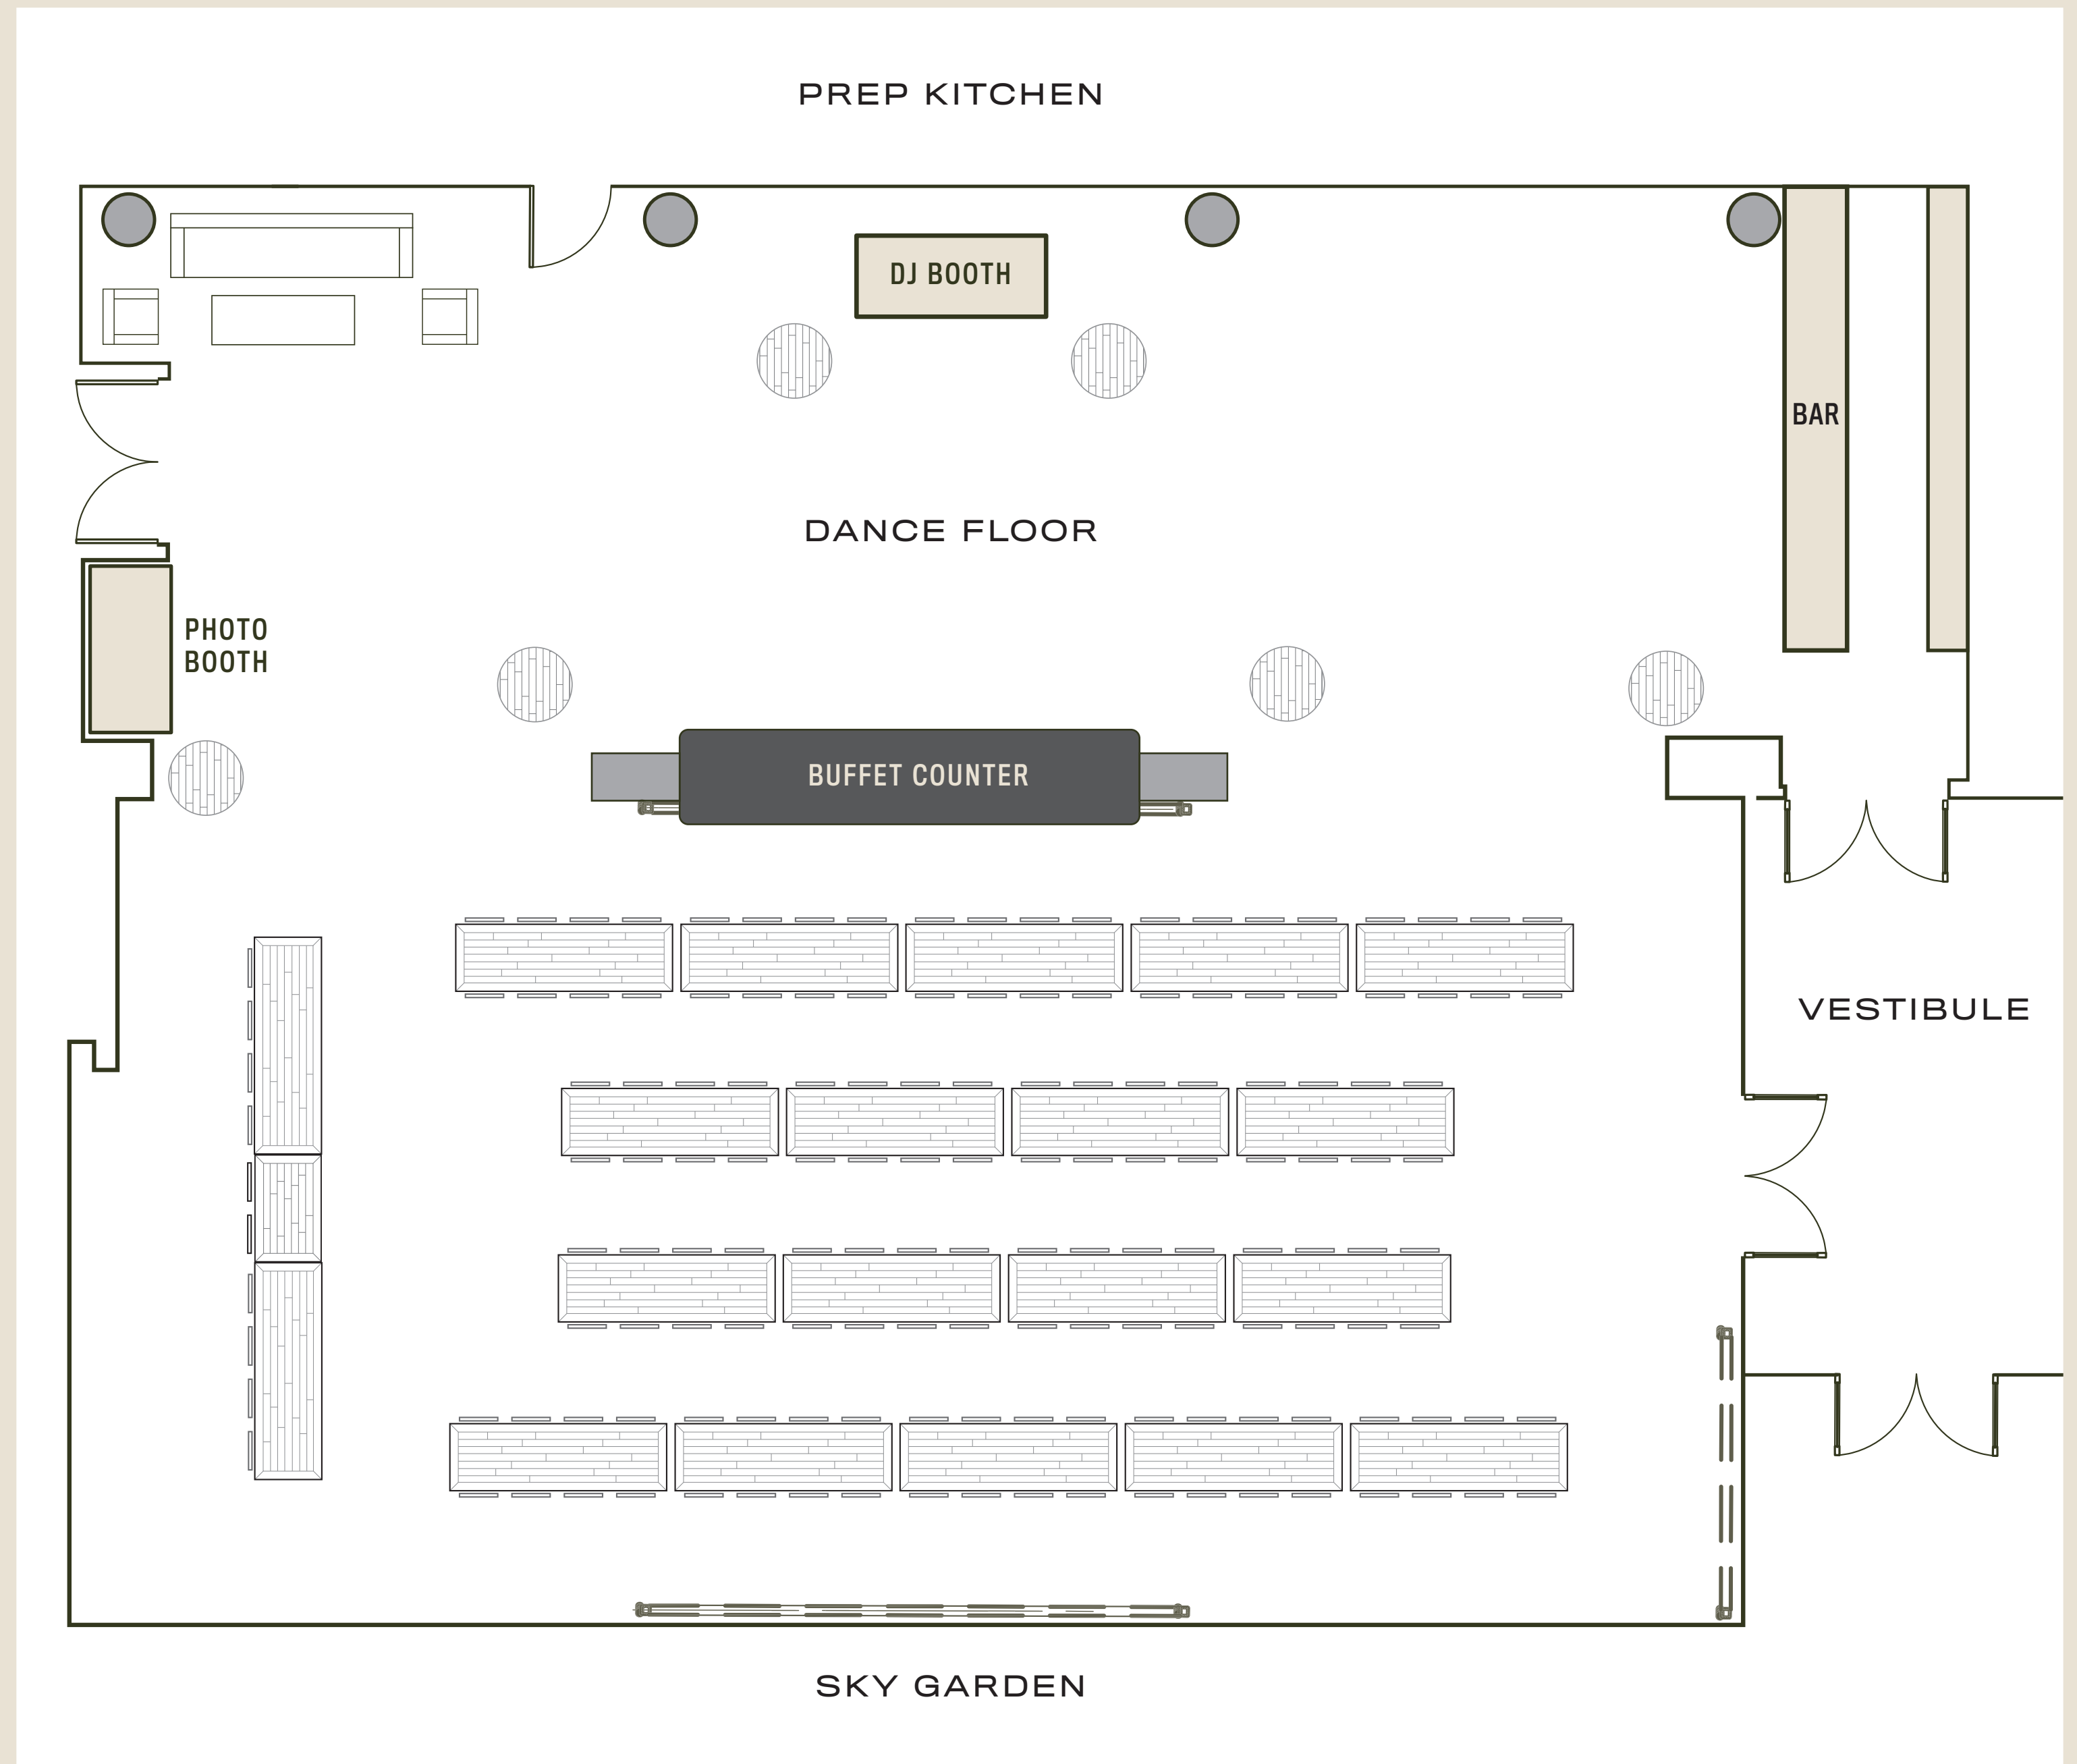 PREP KITCHEN
DJ BOOTH
BAR
DANCE FLOOR
PHOTO
BOOTH
BUFFET COUNTER
VESTIBULE
SKY GARDEN